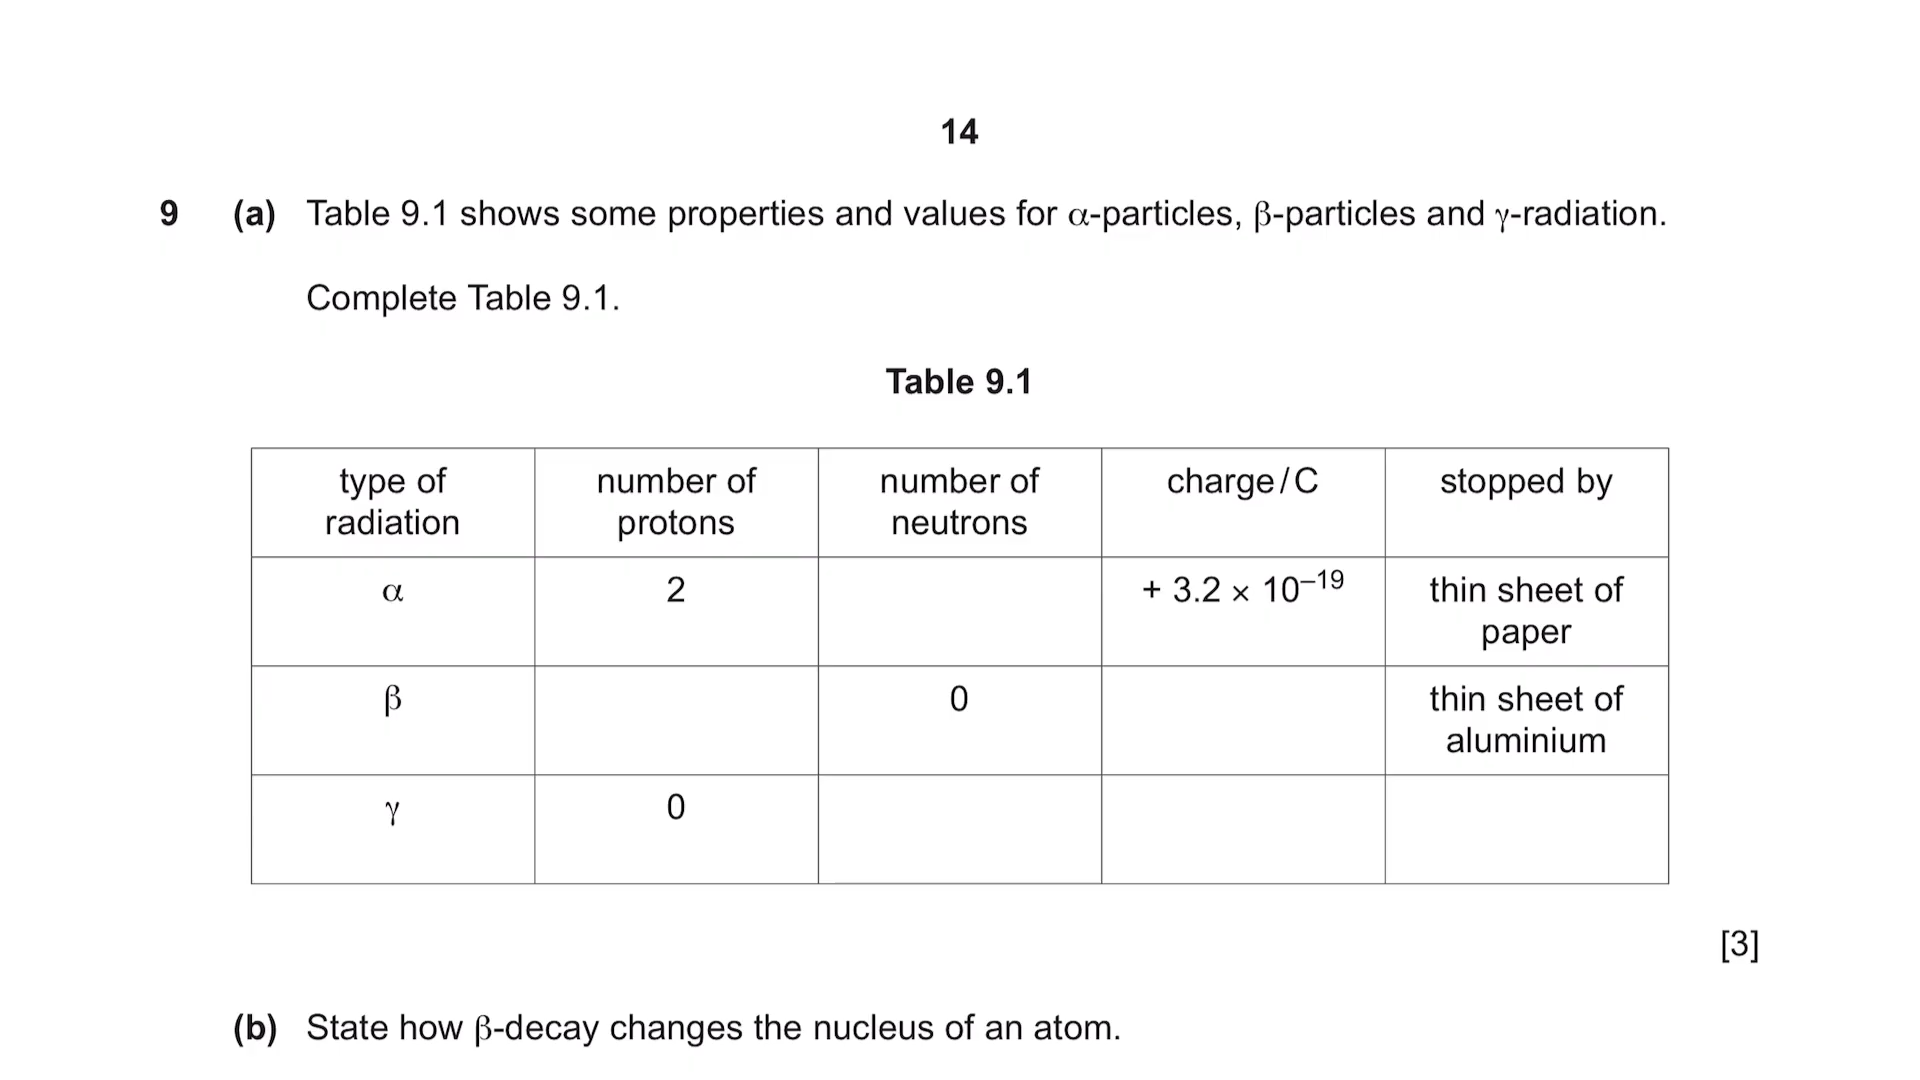 14
9 (a) Table 9.1 shows some properties and values for α-particles, β-particles and γ-radiation.
Complete Table 9.1.
Table 9.1
type of radiation number of protons number of neutrons charge / C stopped by
α 2 + 3.2 × 10⁻¹⁹ thin sheet of paper
β 0 thin sheet of aluminium
γ 0
[3]
(b) State how β-decay changes the nucleus of an atom.